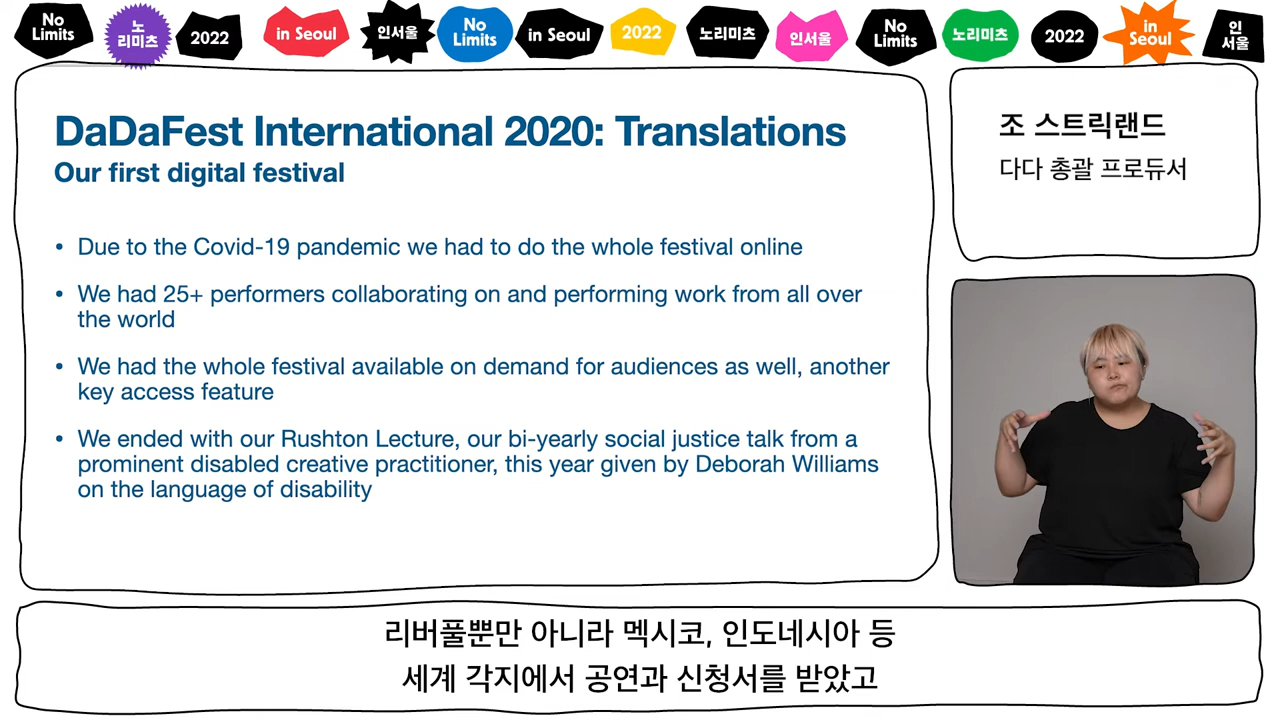 No
Limits
노
리미츠
2022
in Seoul
인서울
No
Limits
in Seoul
2022
노리미츠
인서울
No
Limits
노리미츠
2022
in
Seoul
인
서울
DaDaFest International 2020: Translations
Our first digital festival
• Due to the Covid-19 pandemic we had to do the whole festival online
• We had 25+ performers collaborating on and performing work from all over
the world
• We had the whole festival available on demand for audiences as well, another
key access feature
• We ended with our Rushton Lecture, our bi-yearly social justice talk from a
prominent disabled creative practitioner, this year given by Deborah Williams
on the language of disability
조 스트릭랜드
다다 총괄 프로듀서
리버풀뿐만 아니라 멕시코, 인도네시아 등
세계 각지에서 공연과 신청서를 받았고